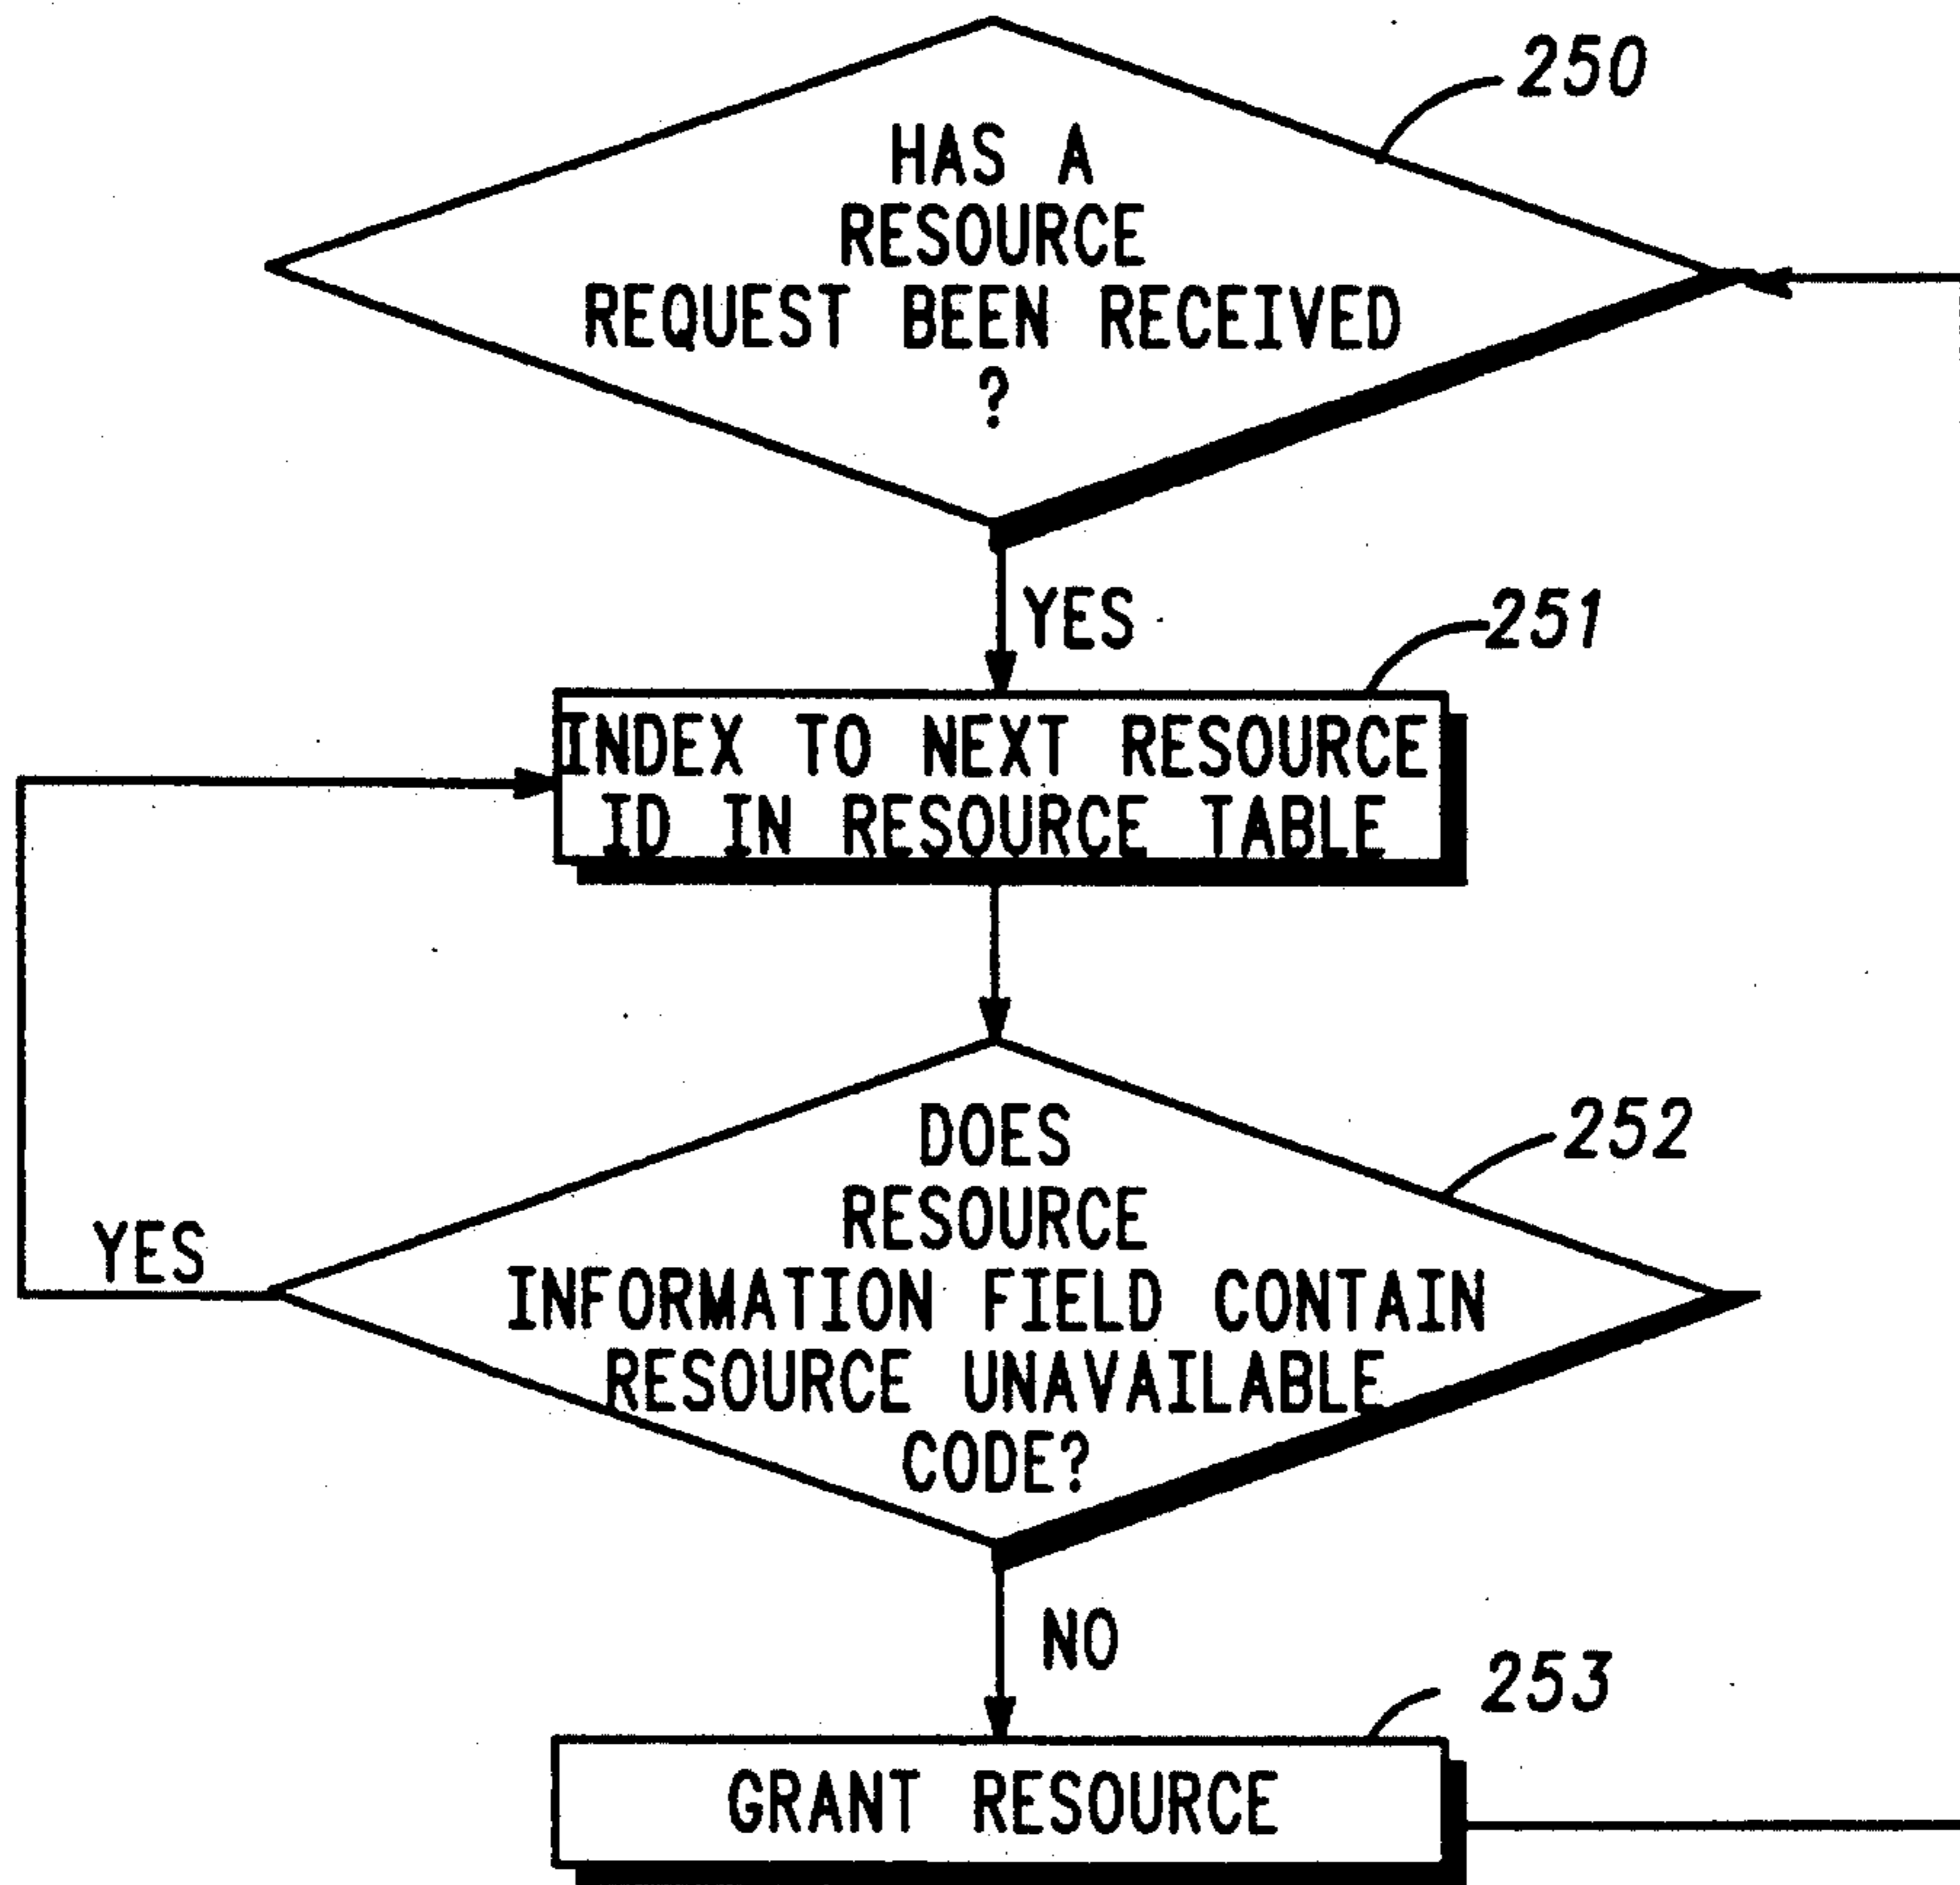 250
HAS A
RESOURCE
REQUEST BEEN RECEIVED
?
YES
251
INDEX TO NEXT RESOURCE
ID IN RESOURCE TABLE
252
DOES
RESOURCE
INFORMATION FIELD CONTAIN
RESOURCE UNAVAILABLE
CODE?
YES
NO
253
GRANT RESOURCE